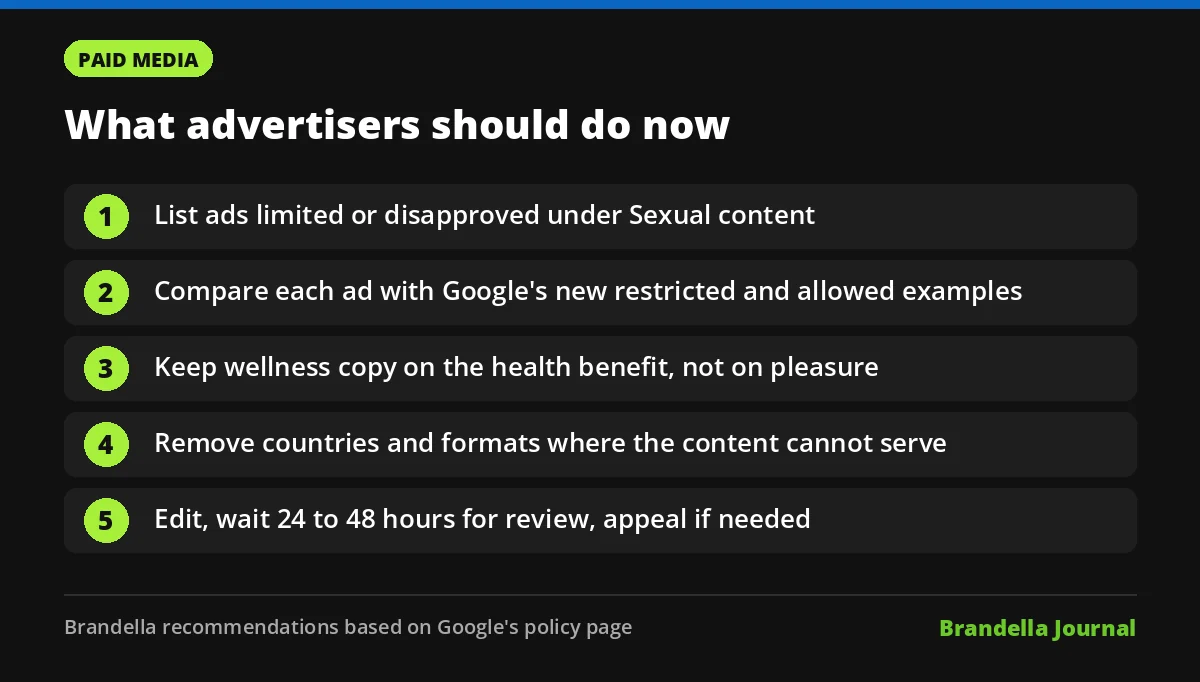 PAID MEDIA
What advertisers should do now
1 List ads limited or disapproved under Sexual content
2 Compare each ad with Google's new restricted and allowed examples
3 Keep wellness copy on the health benefit, not on pleasure
4 Remove countries and formats where the content cannot serve
5 Edit, wait 24 to 48 hours for review, appeal if needed
Brandella recommendations based on Google's policy page
Brandella Journal